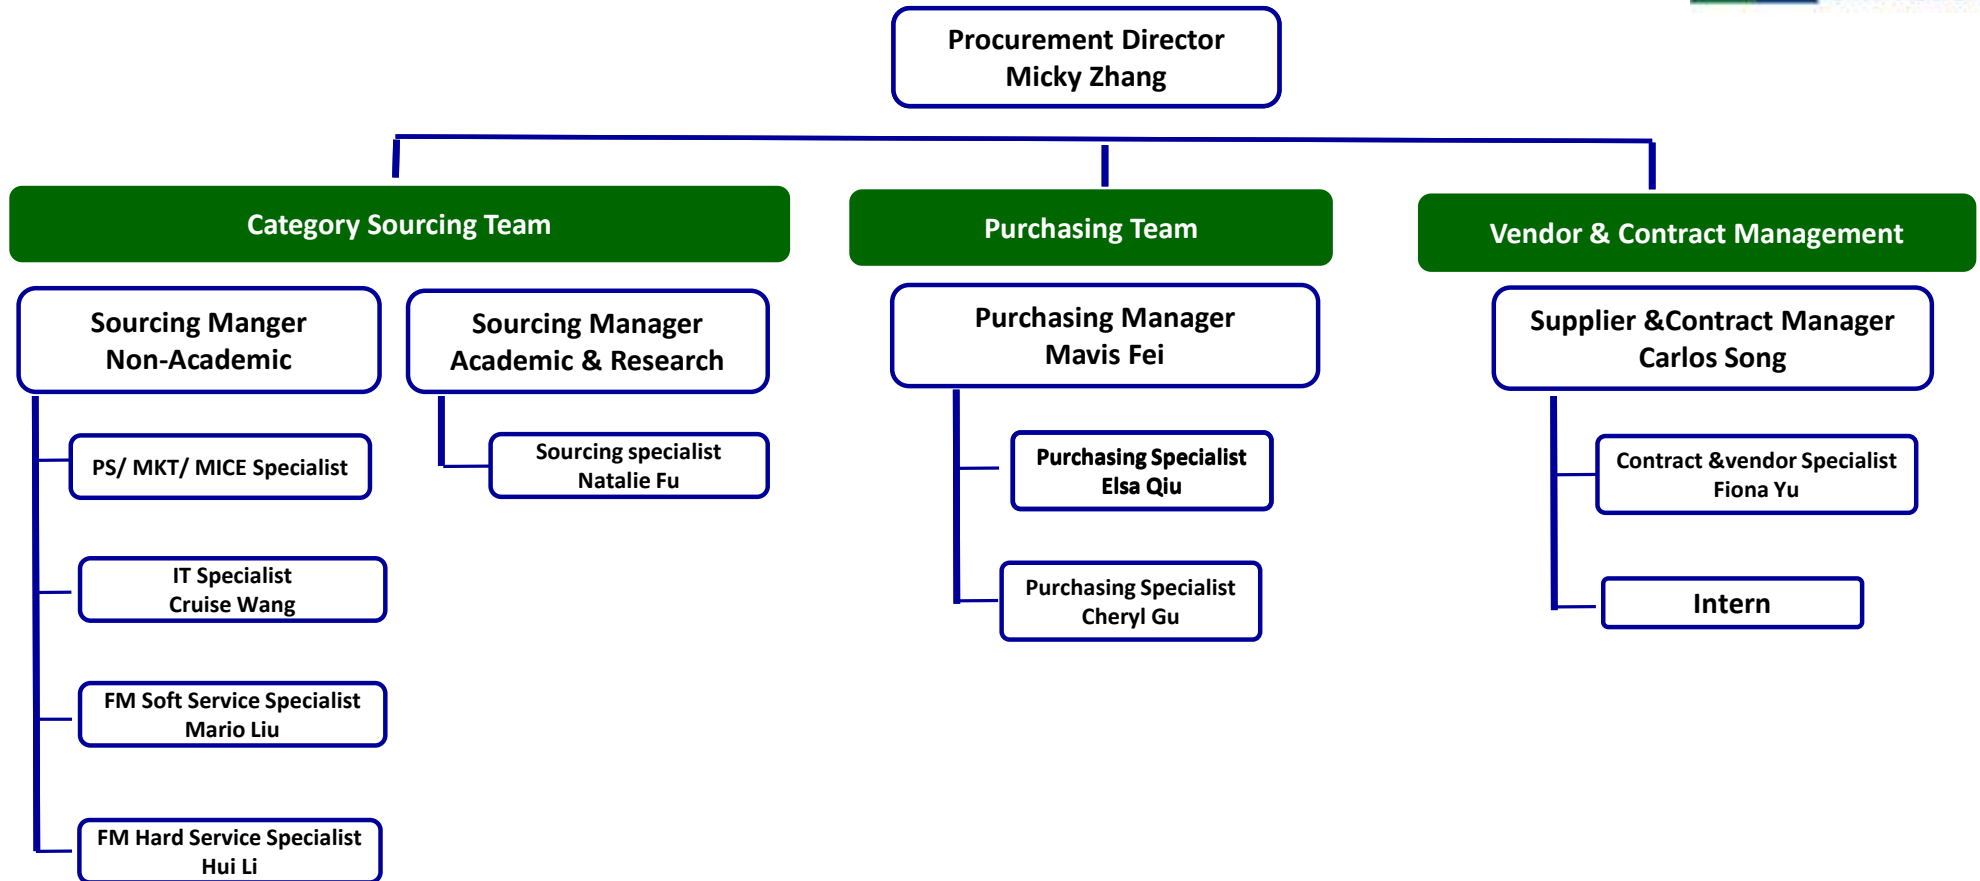 Procurement Director
Micky Zhang
Category Sourcing Team
Purchasing Team
Vendor & Contract Management
Sourcing Manger
Non-Academic
Sourcing Manager
Academic & Research
Purchasing Manager
Mavis Fei
Supplier &Contract Manager
Carlos Song
PS/ MKT/ MICE Specialist
Sourcing specialist
Natalie Fu
Purchasing Specialist
Elsa Qiu
Contract &vendor Specialist
Fiona Yu
IT Specialist
Cruise Wang
Purchasing Specialist
Cheryl Gu
Intern
FM Soft Service Specialist
Mario Liu
FM Hard Service Specialist
Hui Li